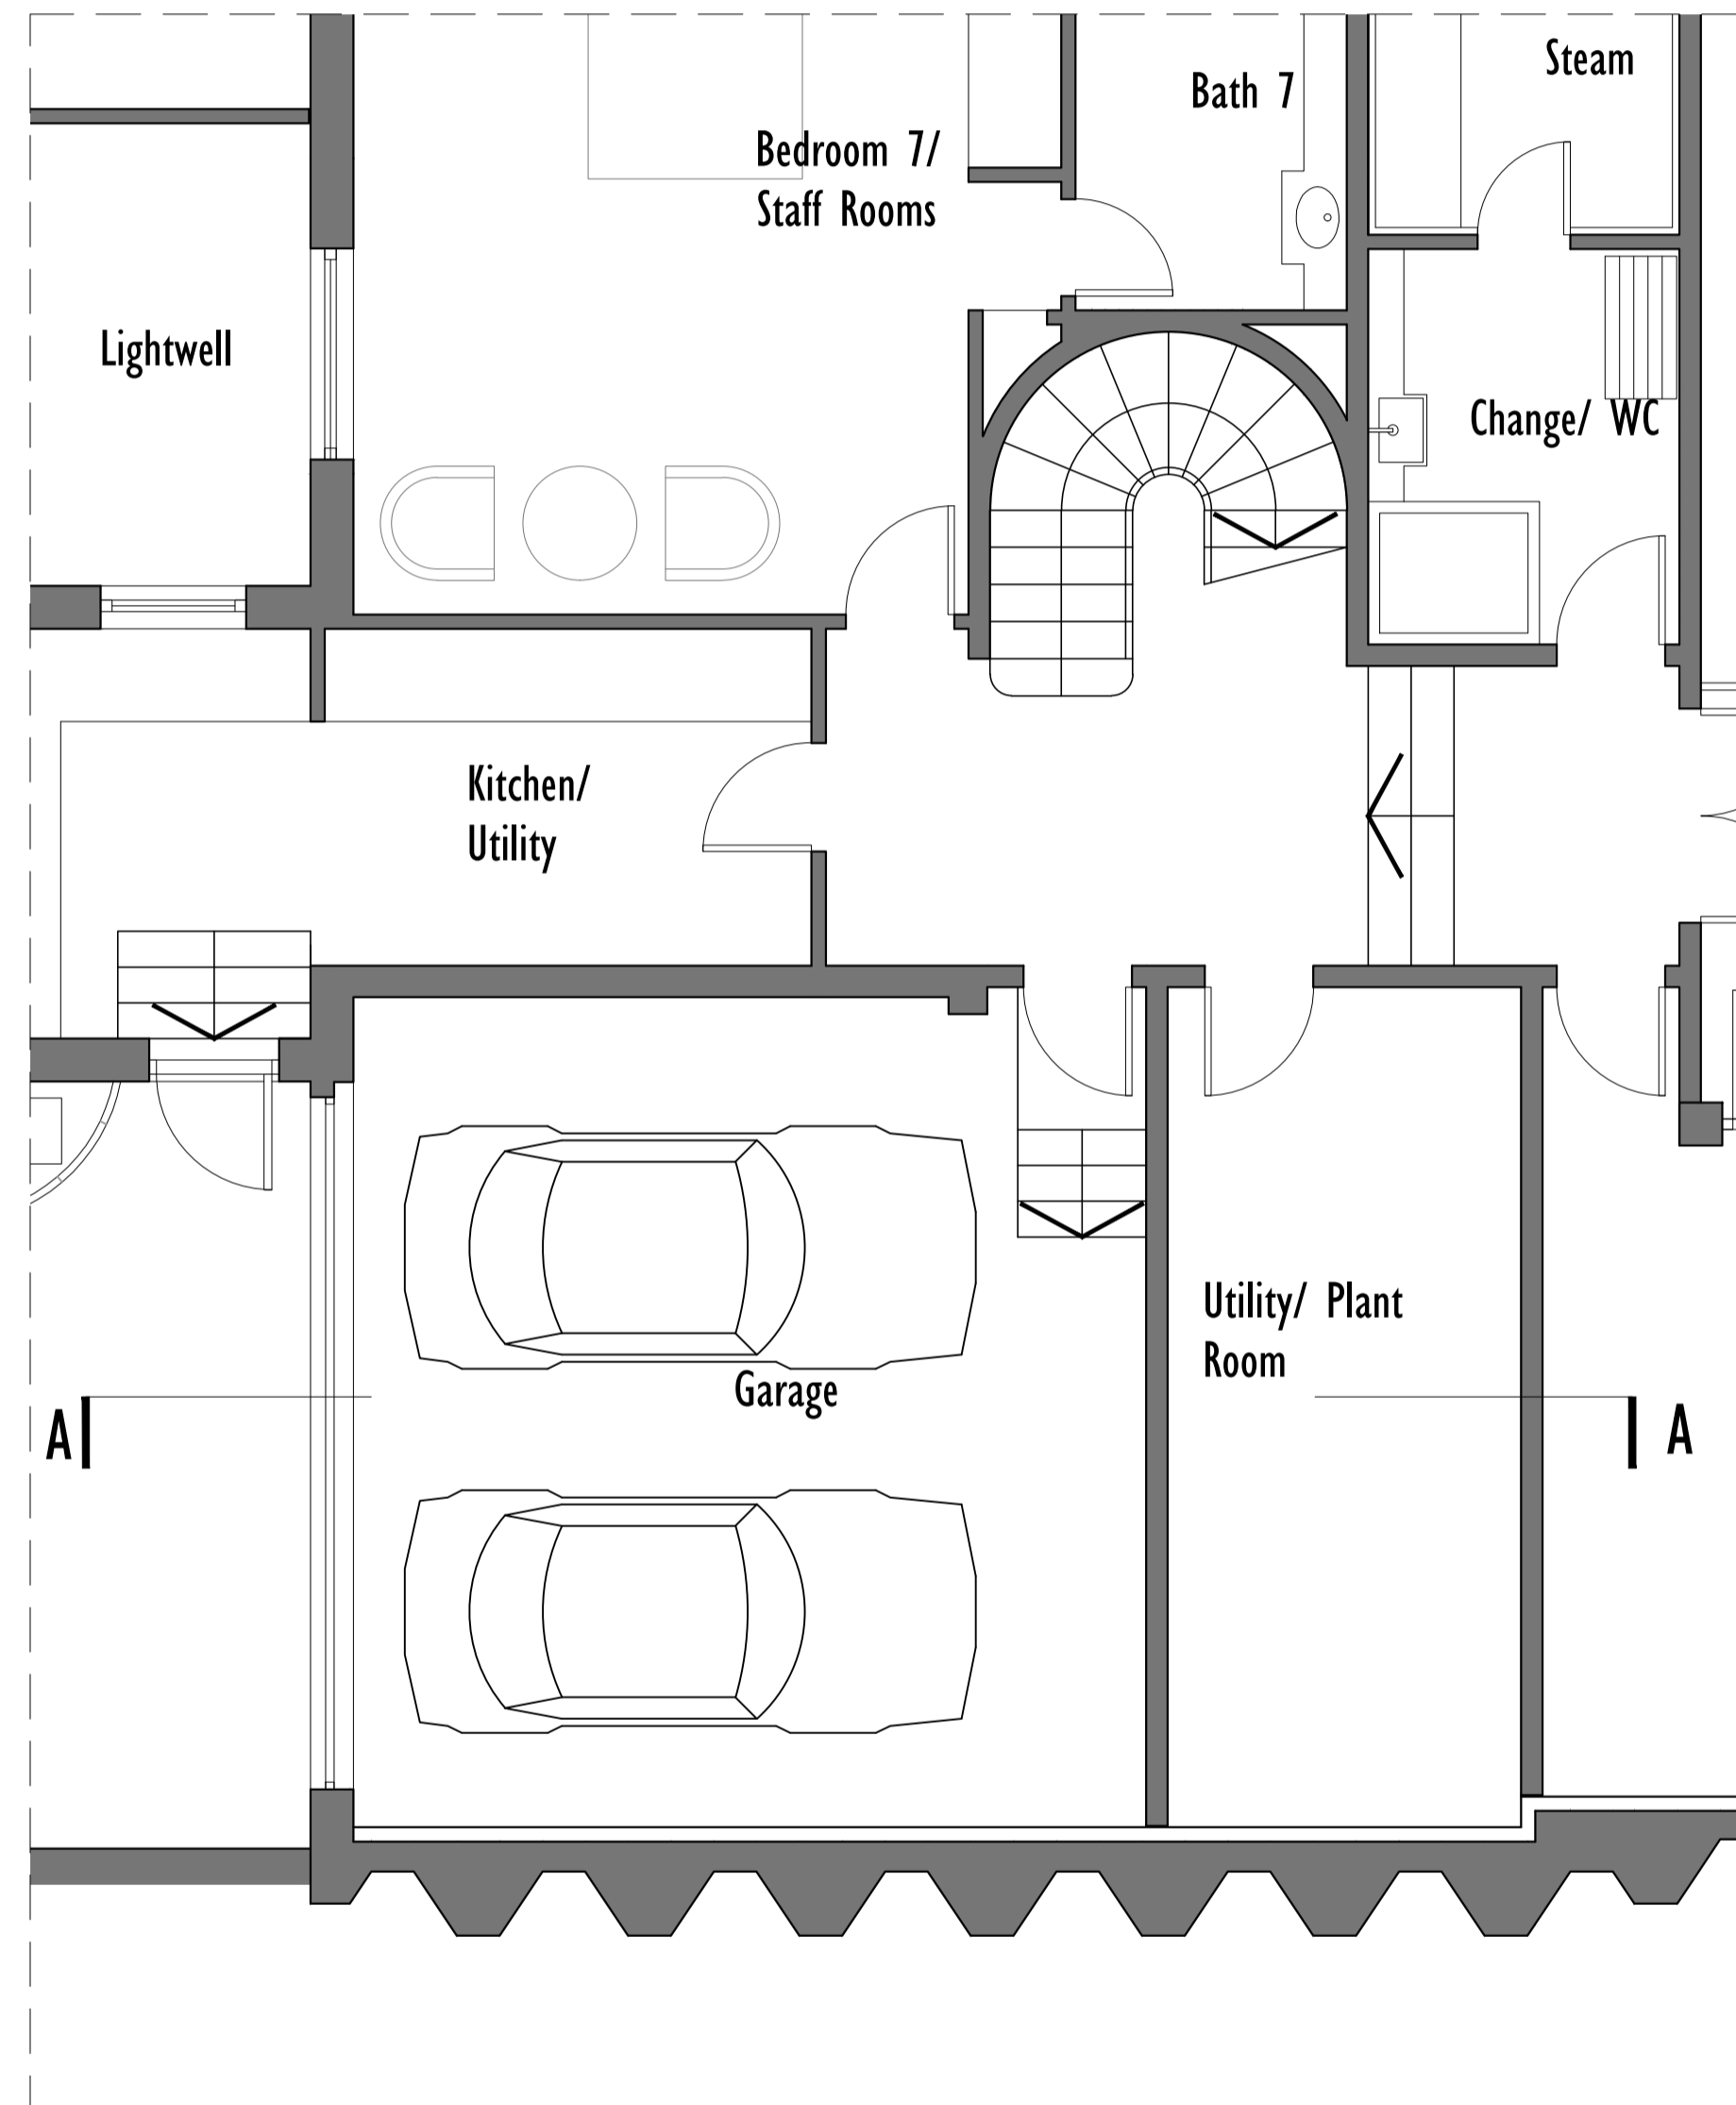 Steam
Bath 7
Bedroom 7/
Staff Rooms
Lightwell
Change/ WC
Kitchen/
Utility
Utility/ Plant
Room
Garage
A
A